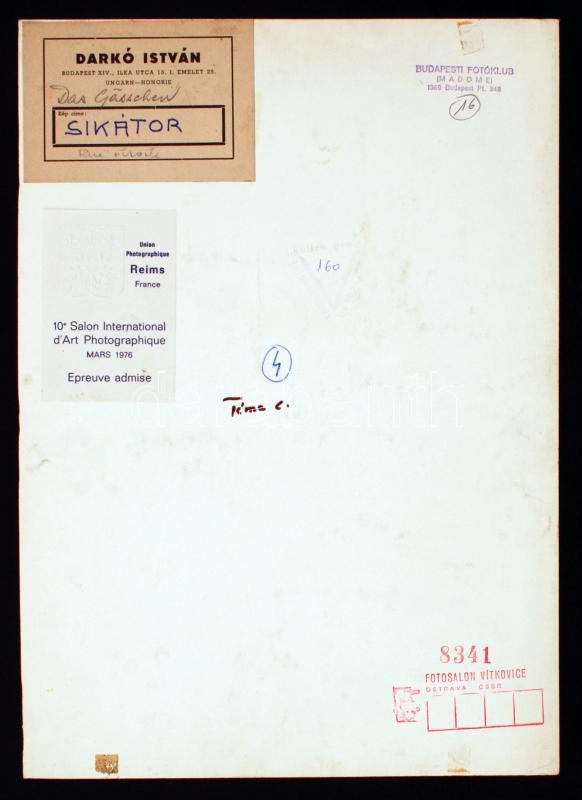 DARKÓ ISTVÁN
BUDAPEST XIV., ILKA UTCA 15. I. EMELET 25.
UNGARN—HONGRIE
Das Gässchen
Kép címe:
SIKÁTOR
Rue
BUDAPESTI FOTÓKLUB
(MADOME)
1368 Budapest Pf. 248
16
Union
Photographique
Reims
France
10e Salon International
d'Art Photographique
MARS 1976
Epreuve admise
160
4
8341
FOTOSALON VÍTKOVICE
OSTRAVA ČSSR